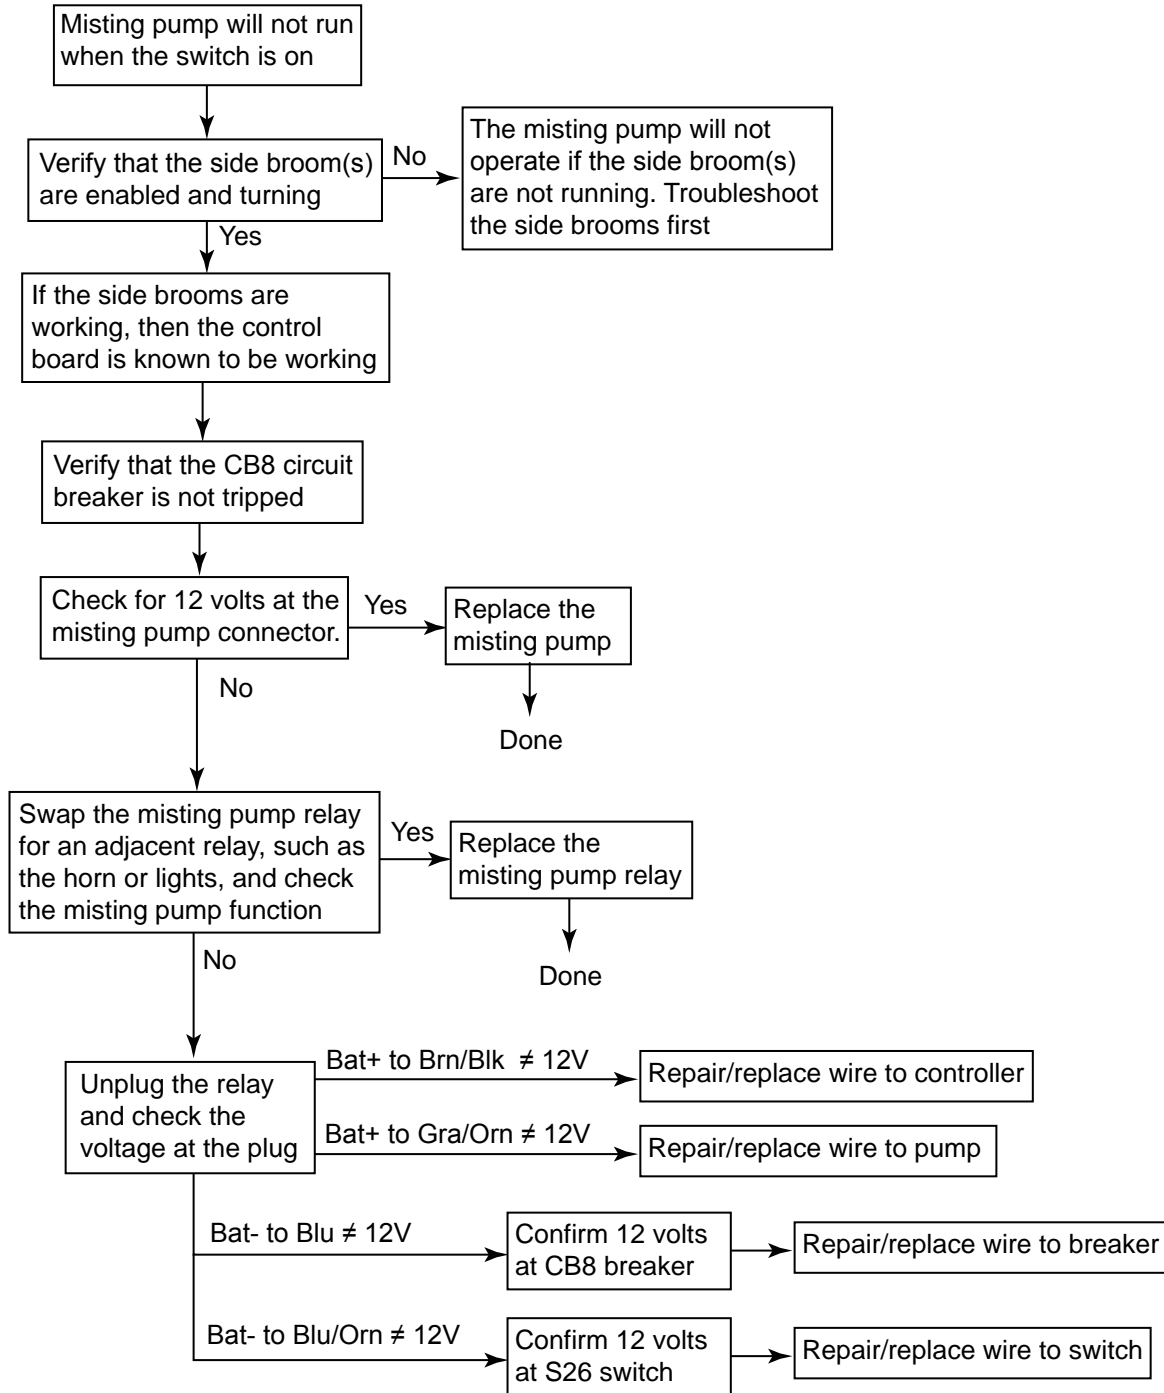 Misting pump will not run
when the switch is on
Verify that the side broom(s)
are enabled and turning
No
The misting pump will not
operate if the side broom(s)
are not running. Troubleshoot
the side brooms first
Yes
If the side brooms are
working, then the control
board is known to be working
Verify that the CB8 circuit
breaker is not tripped
Check for 12 volts at the
misting pump connector.
Yes
Replace the
misting pump
Done
No
Swap the misting pump relay
for an adjacent relay, such as
the horn or lights, and check
the misting pump function
Yes
Replace the
misting pump relay
Done
No
Unplug the relay
and check the
voltage at the plug
Bat+ to Brn/Blk ≠ 12V
Repair/replace wire to controller
Bat+ to Gra/Orn ≠ 12V
Repair/replace wire to pump
Bat- to Blu ≠ 12V
Confirm 12 volts
at CB8 breaker
Repair/replace wire to breaker
Bat- to Blu/Orn ≠ 12V
Confirm 12 volts
at S26 switch
Repair/replace wire to switch